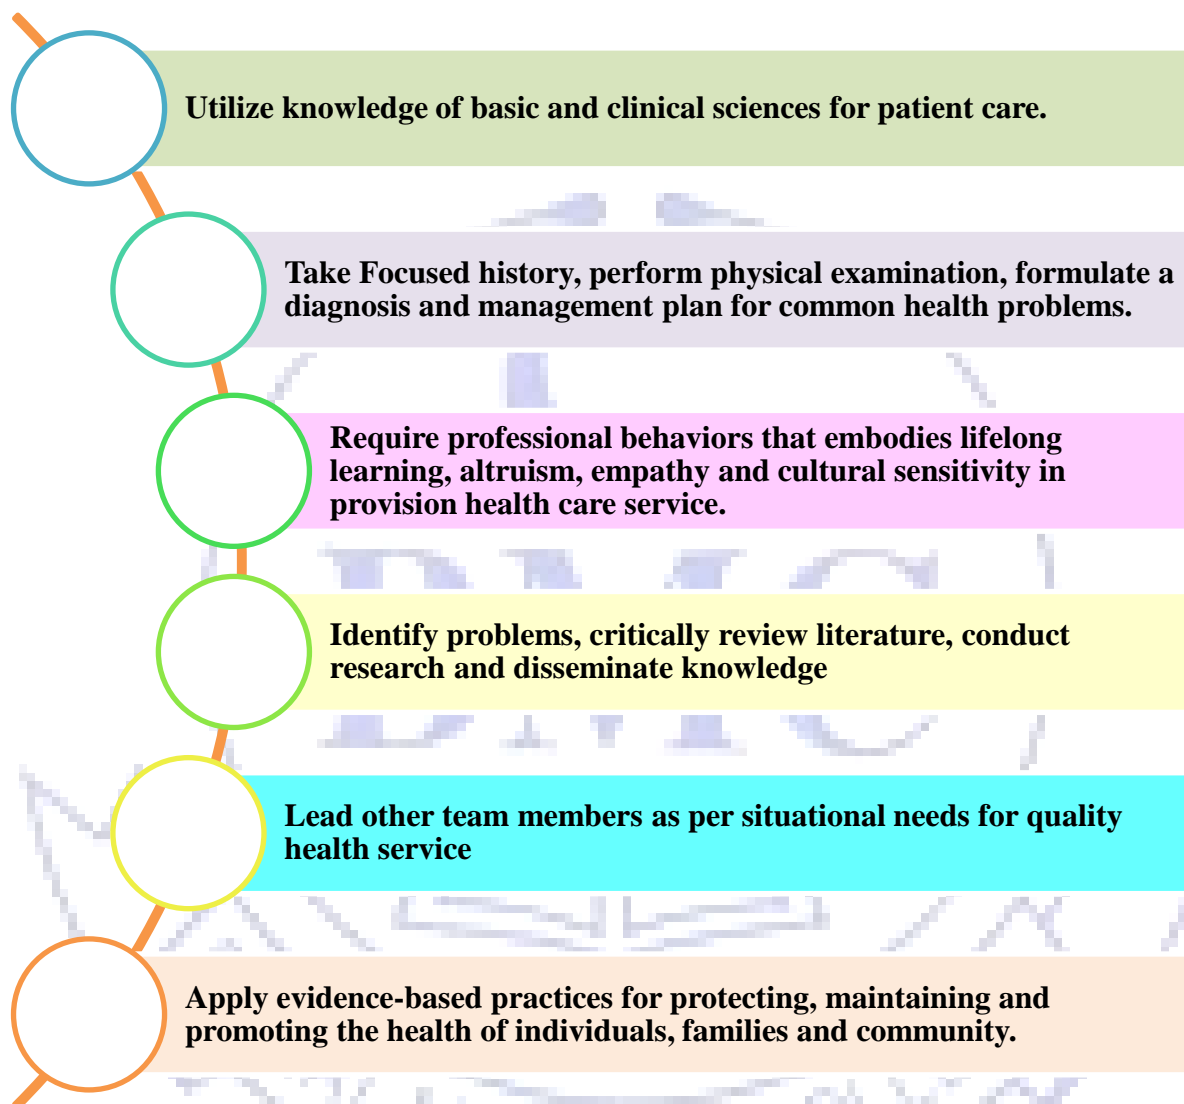 Utilize knowledge of basic and clinical sciences for patient care.
Take Focused history, perform physical examination, formulate a
diagnosis and management plan for common health problems.
Require professional behaviors that embodies lifelong
learning, altruism, empathy and cultural sensitivity in
provision health care service.
Identify problems, critically review literature, conduct
research and disseminate knowledge
Lead other team members as per situational needs for quality
health service
Apply evidence-based practices for protecting, maintaining and
promoting the health of individuals, families and community.